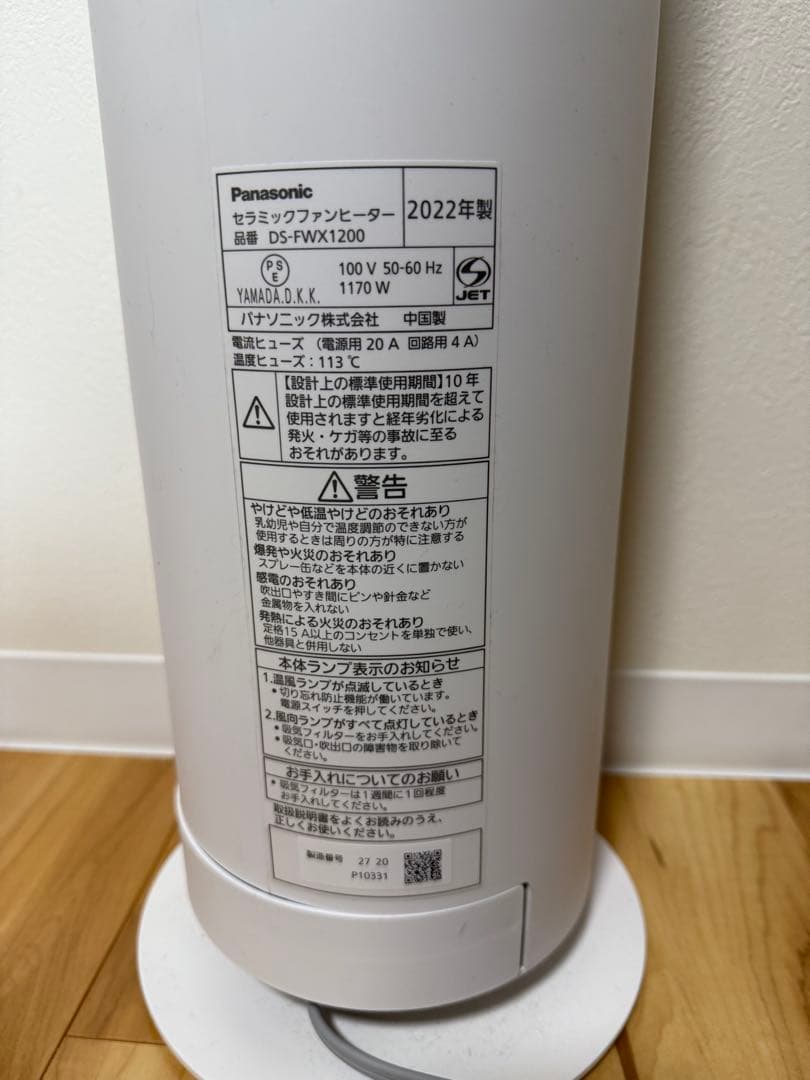 Panasonic
セラミックファンヒーター
品番 DS-FWX1200
2022年製
PSE
YAMADA.D.K.K.
100 V 50-60 Hz
1170 W
JET
パナソニック株式会社 中国製
電流ヒューズ (電源用 20 A 回路用 4 A)
温度ヒューズ:113 ℃
【設計上の標準使用期間】10 年
設計上の標準使用期間を超えて
使用されますと経年劣化による
発火・ケガ等の事故に至る
おそれがあります。
警告
やけどや低温やけどのおそれあり
乳幼児や自分で温度調節のできない方が
使用するときは周りの方が特に注意する
爆発や火災のおそれあり
スプレー缶などを本体の近くに置かない
感電のおそれあり
吹出口やすき間にピンや針金など
金属物を入れない
発熱による火災のおそれあり
定格15 A以上のコンセントを単独で使い、
他器具と併用しない
本体ランプ表示のお知らせ
1.温風ランプが点滅しているとき
•切り忘れ防止機能が働いています。
電源スイッチを押してください。
2.風向ランプがすべて点灯しているとき
•吸気フィルターをお手入れしてください。
•吸気口・吹出口の障害物を取り除いて
ください。
お手入れについてのお願い
•吸気フィルターは1週間に1回程度
お手入れしてください。
取扱説明書をよくお読みのうえ、
正しくお使いください。
製造番号 27 20
P10331